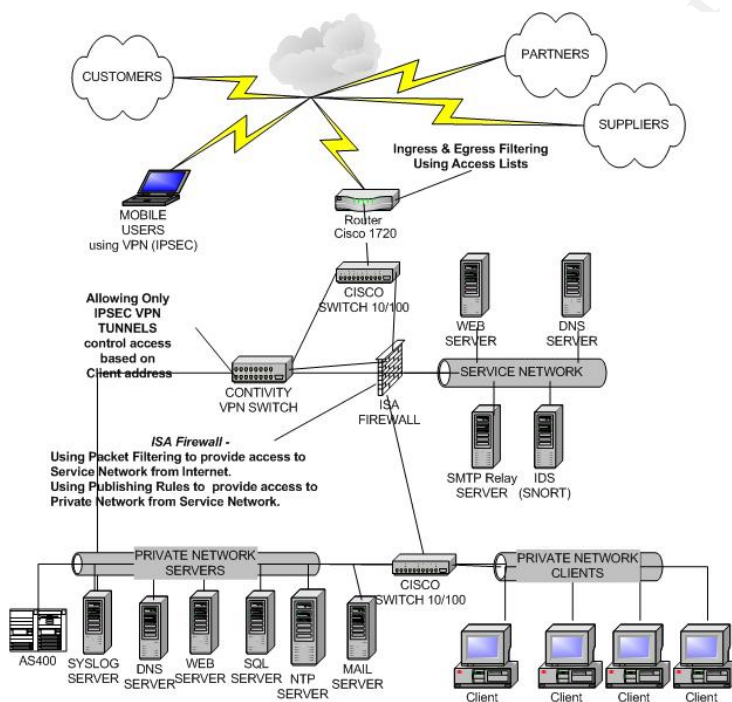 CUSTOMERS
PARTNERS
SUPPLIERS
Ingress & Egress Filtering
Using Access Lists
MOBILE
USERS
using VPN (IPSEC)
Router
Cisco 1720
CISCO
SWITCH 10/100
Allowing Only
IPSEC VPN
TUNNELS
control access
based on
Client address
WEB
SERVER
DNS
SERVER
CONTIVITY
VPN SWITCH
ISA
FIREWALL
SERVICE NETWORK
ISA Firewall -
Using Packet Filtering to provide access to
Service Network from Internet.
Using Publishing Rules to provide access to
Private Network from Service Network.
SMTP Relay
SERVER
IDS
(SNORT)
PRIVATE NETWORK
SERVERS
CISCO
SWITCH 10/100
PRIVATE NETWORK
CLIENTS
AS400
SYSLOG
SERVER
DNS
SERVER
WEB
SERVER
SQL
SERVER
NTP
SERVER
MAIL
SERVER
Client
Client
Client
Client